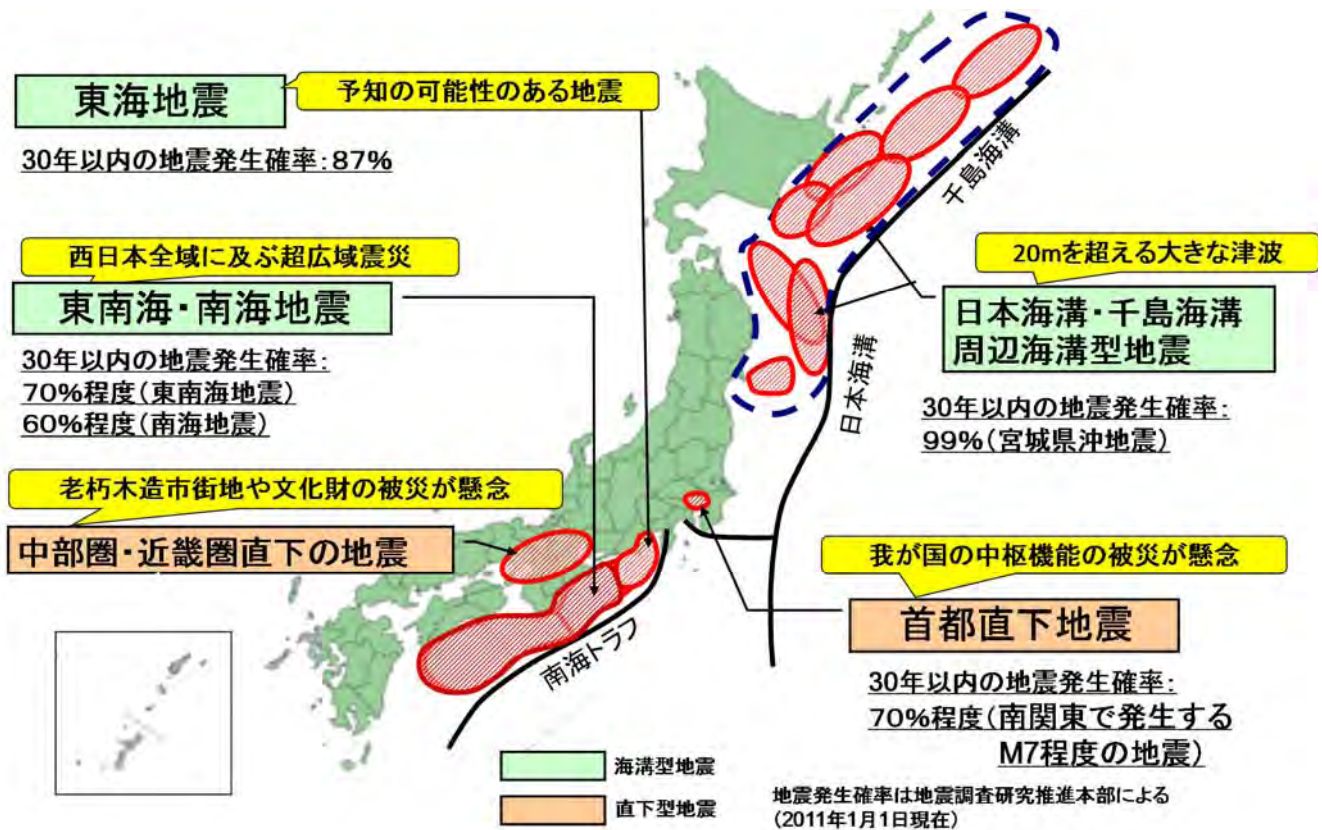 東海地震
予知の可能性のある地震
30年以内の地震発生確率:87%
西日本全域に及ぶ超広域震災
東南海・南海地震
30年以内の地震発生確率:
70%程度(東南海地震)
60%程度(南海地震)
老朽木造市街地や文化財の被災が懸念
中部圏・近畿圏直下の地震
千島海溝
20mを超える大きな津波
日本海溝・千島海溝
周辺海溝型地震
30年以内の地震発生確率:
99%(宮城県沖地震)
日本海溝
我が国の中枢機能の被災が懸念
首都直下地震
30年以内の地震発生確率:
70%程度(南関東で発生する
M7程度の地震)
南海トラフ
海溝型地震
直下型地震
地震発生確率は地震調査研究推進本部による
(2011年1月1日現在)